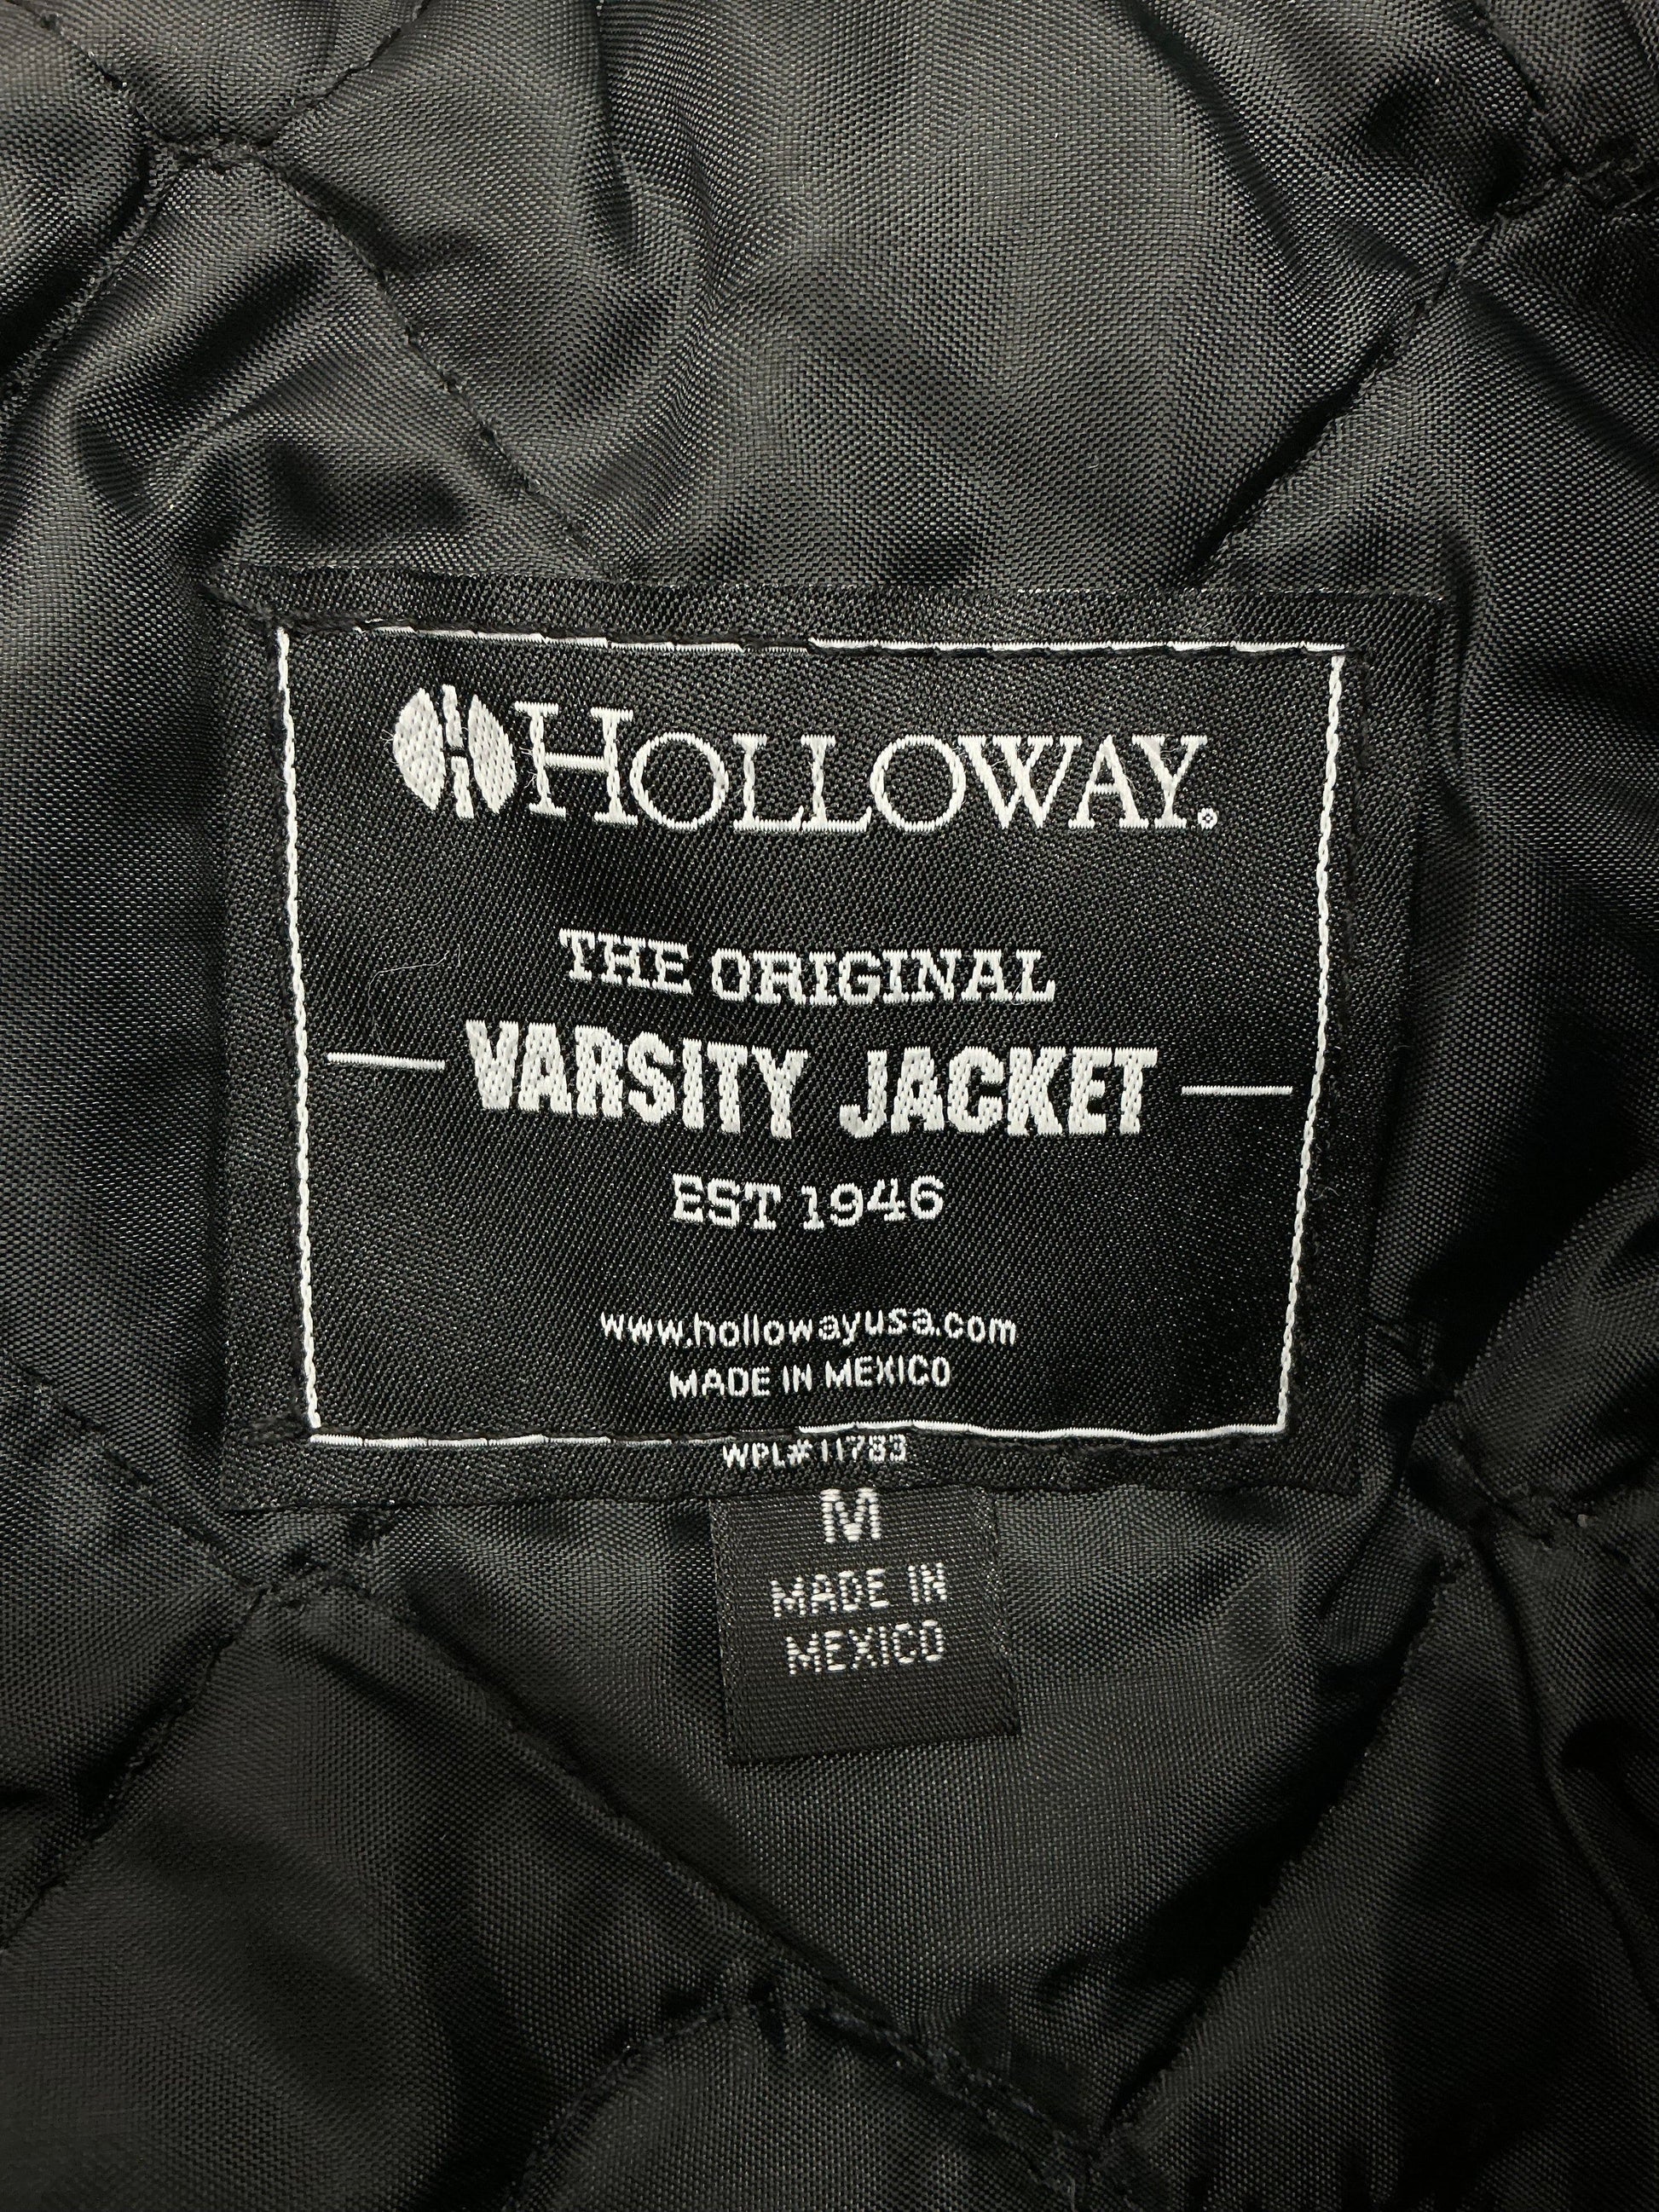 HOLLOWAY®
THE ORIGINAL
VARSITY JACKET
EST 1946
www.hollowayusa.com
MADE IN MEXICO
WPL#11783
M
MADE IN
MEXICO